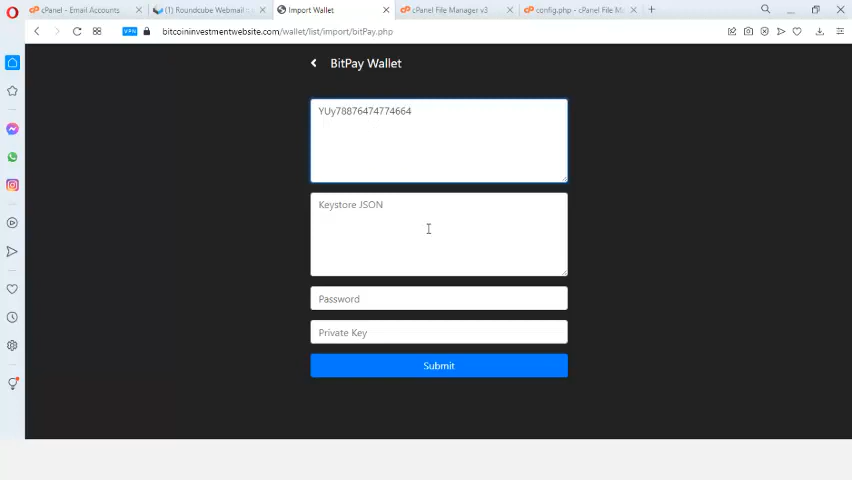 cPanel - Email Accounts
(1) Roundcube Webmail
Import Wallet
cPanel File Manager v3
config.php - cPanel File M
VPN
bitcoininvestmentwebsite.com/wallet/list/import/bitPay.php
BitPay Wallet
YUy78876474774664
Keystore JSON
Password
Private Key
Submit